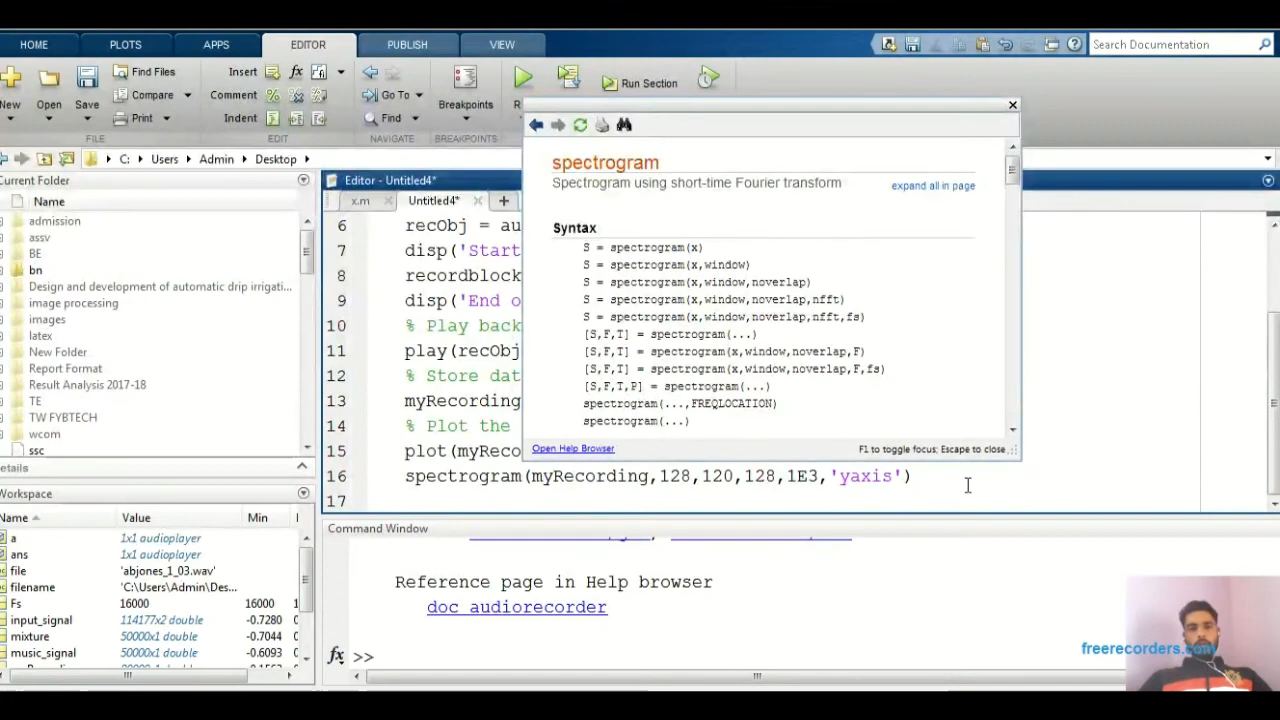 HOME
PLOTS
APPS
EDITOR
PUBLISH
VIEW
Search Documentation
New
Open
Save
Find Files
Compare
Print
Insert
Comment
Indent
Go To
Find
Breakpoints
Run Section
FILE
EDIT
NAVIGATE
BREAKPOINTS
C:
Users
Admin
Desktop
Current Folder
Name
admission
assv
BE
bn
Design and development of automatic drip irrigati...
image processing
images
latex
New Folder
Report Format
Result Analysis 2017-18
TE
TW FYBTECH
wcom
ssc
Details
Workspace
Name Value Min
a 1x1 audioplayer
ans 1x1 audioplayer
file 'abjones_1_03.wav'
filename 'C:\Users\Admin\Des...
Fs 16000 16000
input_signal 114177x2 double -0.7280
mixture 50000x1 double -0.7044
music_signal 50000x1 double -0.6093
Editor - Untitled4*
x.m
Untitled4*
6 recObj = au
7 disp('Start
8 recordblock
9 disp('End o
10 % Play back
11 play(recObj
12 % Store dat
13 myRecording
14 % Plot the
15 plot(myReco
16 spectrogram(myRecording,128,120,128,1E3,'yaxis')
17
spectrogram
Spectrogram using short-time Fourier transform
expand all in page
Syntax
S = spectrogram(x)
S = spectrogram(x,window)
S = spectrogram(x,window,noverlap)
S = spectrogram(x,window,noverlap,nfft)
S = spectrogram(x,window,noverlap,nfft,fs)
[S,F,T] = spectrogram(...)
[S,F,T] = spectrogram(x,window,noverlap,F)
[S,F,T] = spectrogram(x,window,noverlap,F,fs)
[S,F,T,P] = spectrogram(...)
spectrogram(...,FREQLOCATION)
spectrogram(...)
Open Help Browser
F1 to toggle focus; Escape to close
Command Window
Reference page in Help browser
doc audiorecorder
fx >>
freerecorders.com